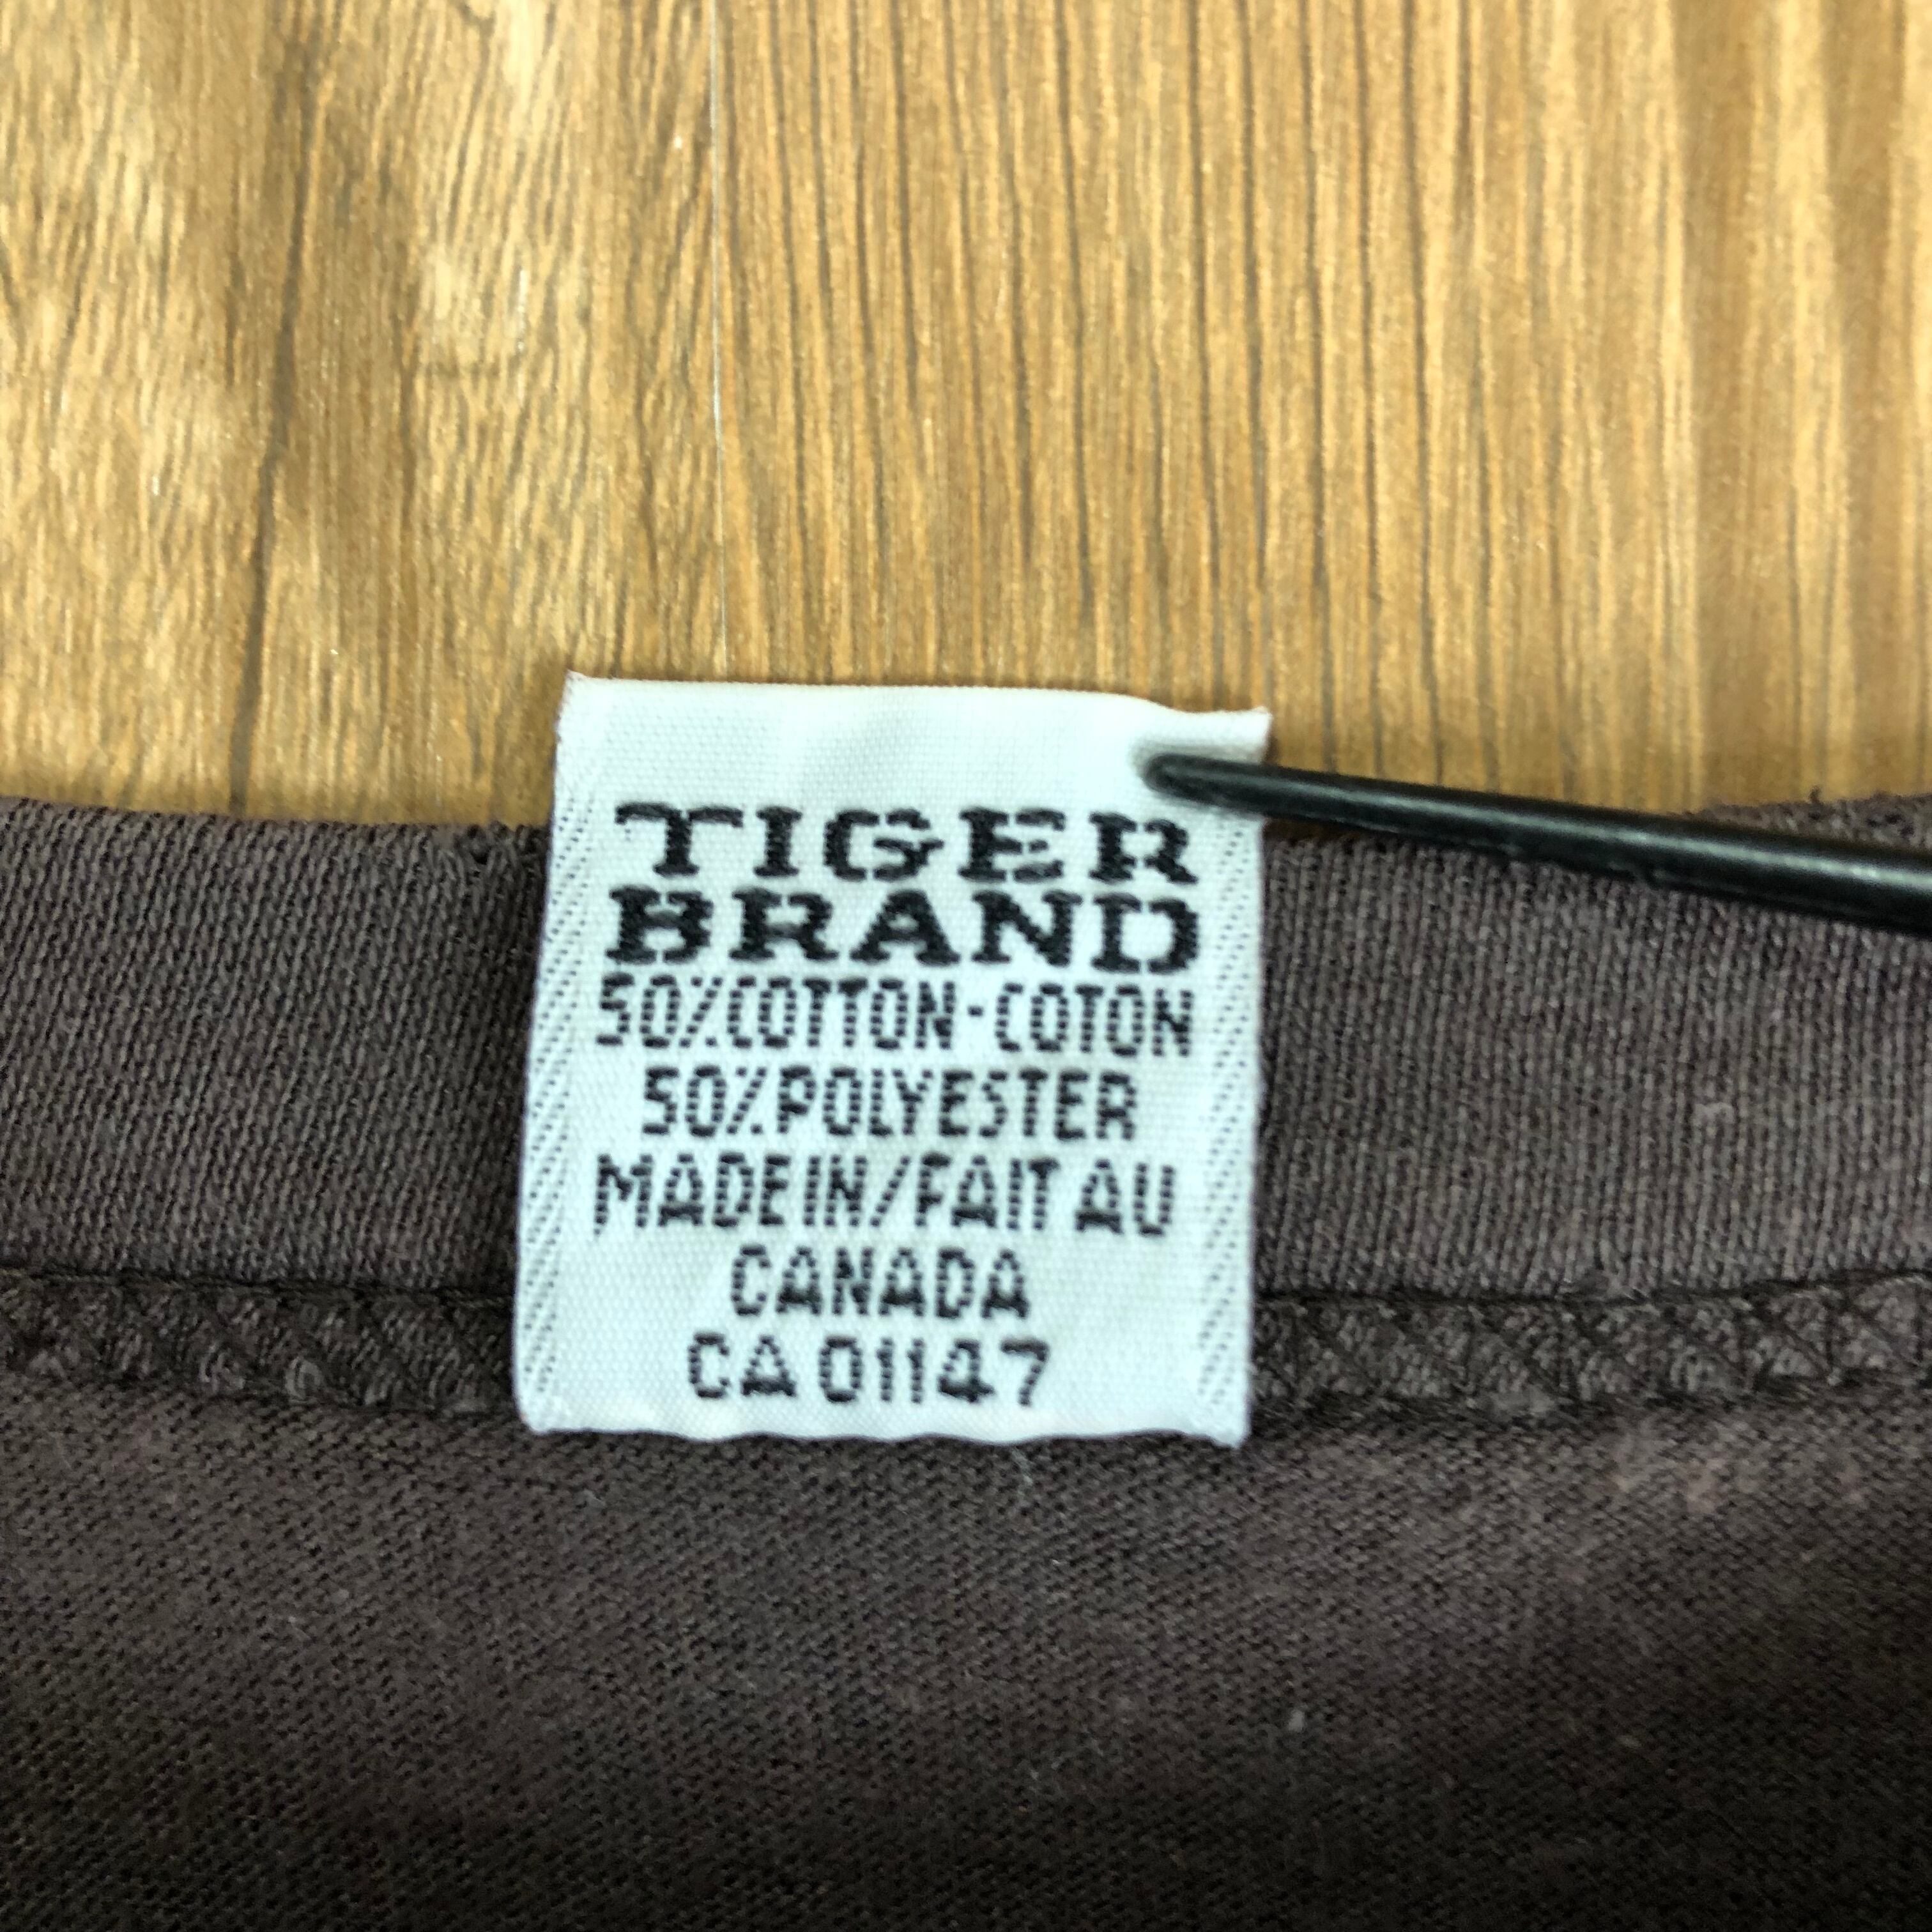 TIGER
BRAND
50%COTTON-COTON
50%POLYESTER
MADE IN/FAIT AU
CANADA
CA 01147